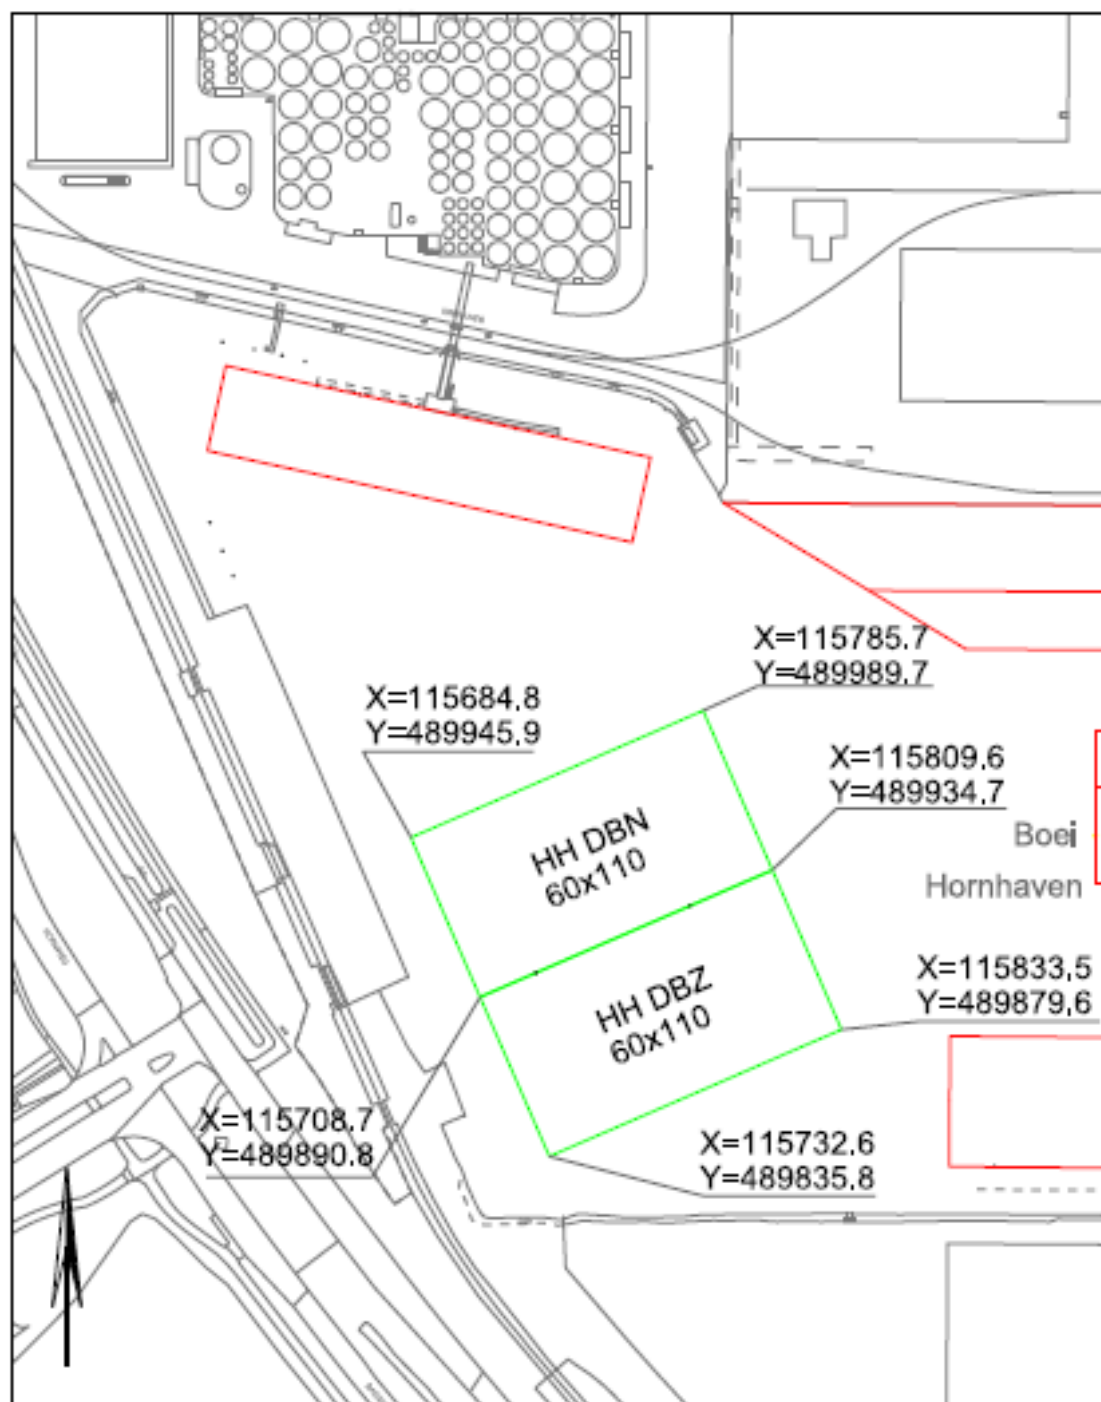 X=115785.7
Y=489989.7
X=115684.8
Y=489945.9
X=115809.6
Y=489934.7
HH DBN
60x110
Boei
Hornhaven
X=115833.5
Y=489879.6
HH DBZ
60x110
X=115708.7
Y=489890.8
X=115732.6
Y=489835.8